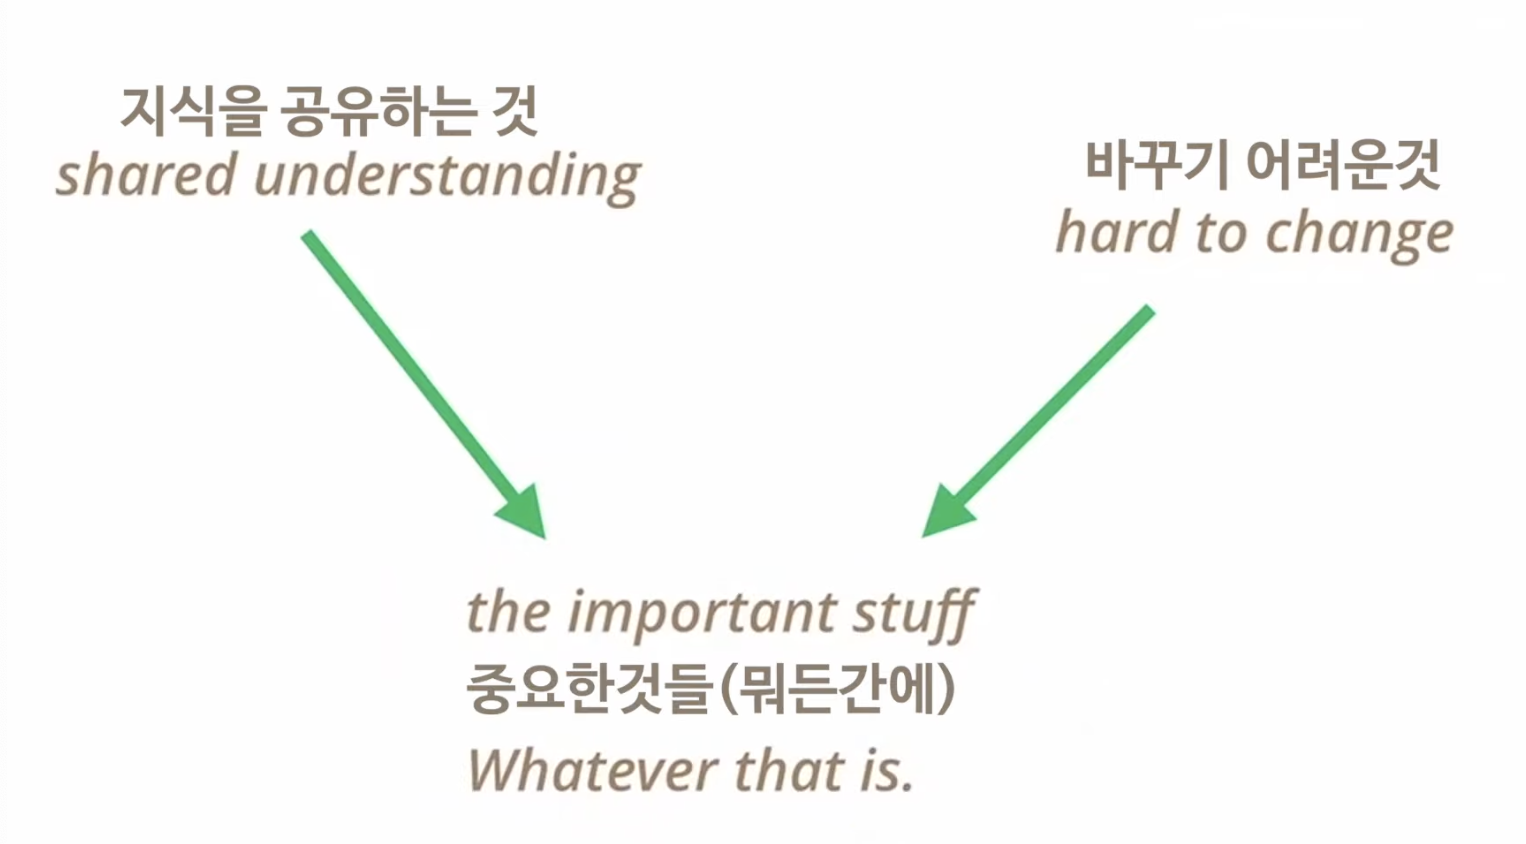 지식을 공유하는 것
shared understanding
바꾸기 어려운것
hard to change
the important stuff
중요한것들(뭐든간에)
Whatever that is.